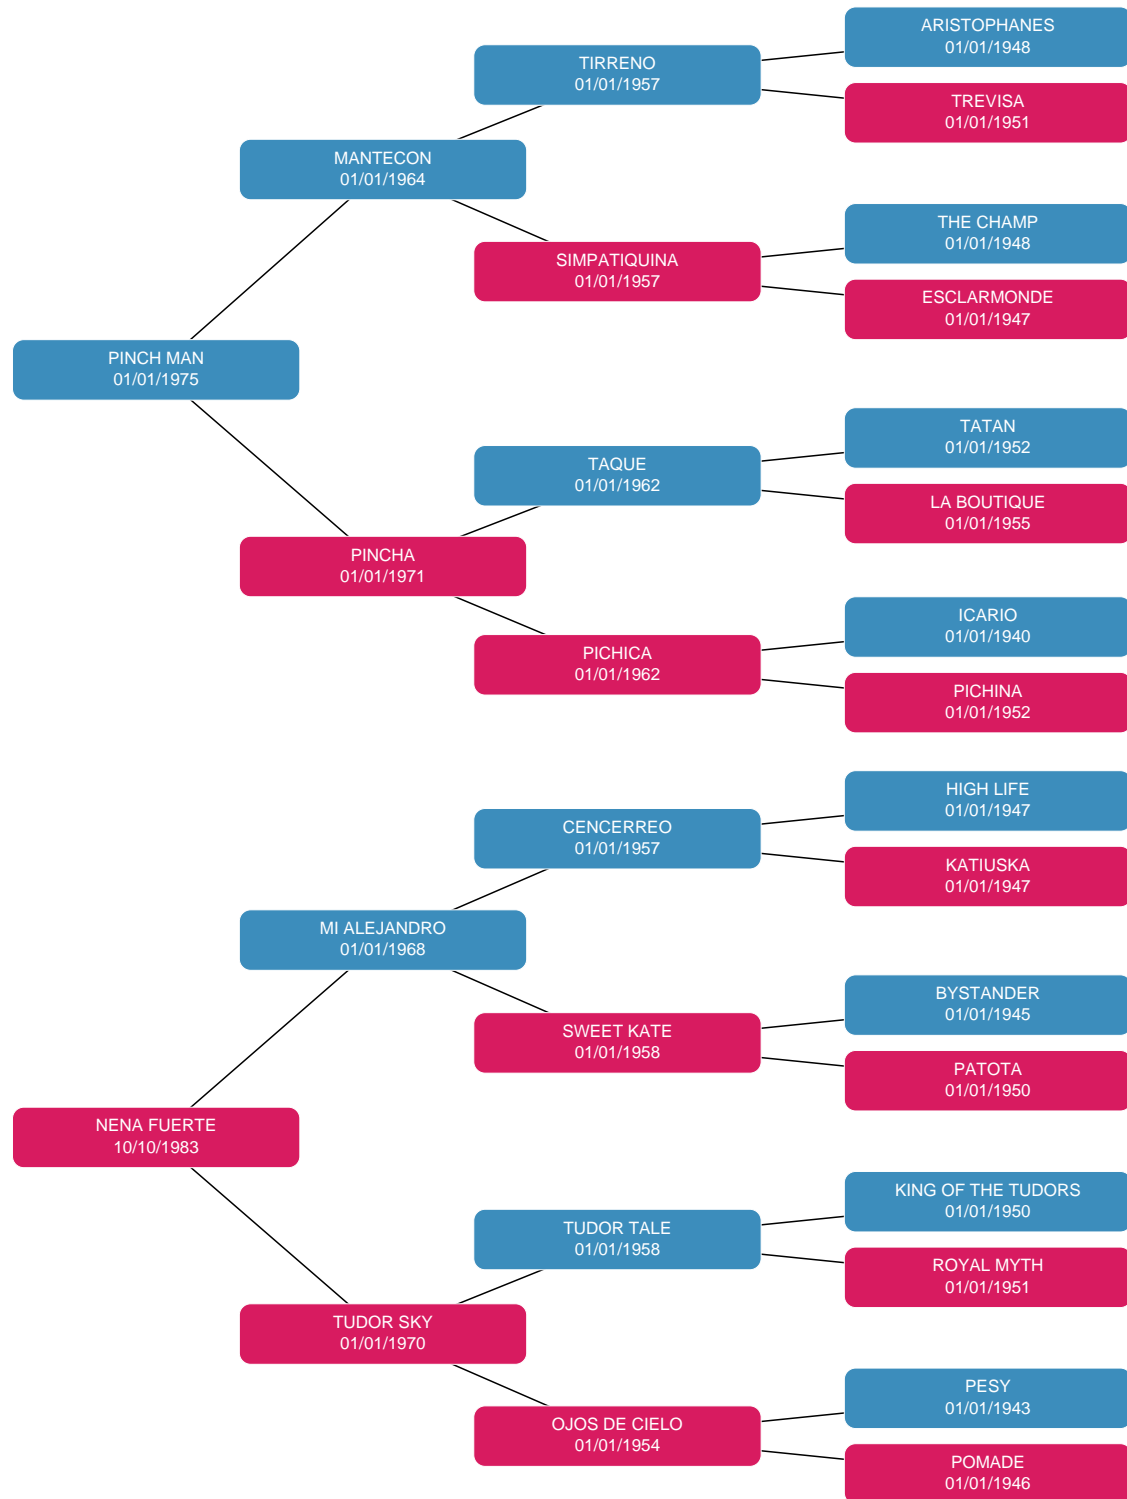 ARISTOPHANES
01/01/1948
TIRRENO
01/01/1957
TREVISA
01/01/1951
MANTECON
01/01/1964
THE CHAMP
01/01/1948
SIMPATIQUINA
01/01/1957
ESCLARMONDE
01/01/1947
PINCH MAN
01/01/1975
TATAN
01/01/1952
TAQUE
01/01/1962
LA BOUTIQUE
01/01/1955
PINCHA
01/01/1971
ICARIO
01/01/1940
PICHICA
01/01/1962
PICHINA
01/01/1952
HIGH LIFE
01/01/1947
CENCERREO
01/01/1957
KATIUSKA
01/01/1947
MI ALEJANDRO
01/01/1968
BYSTANDER
01/01/1945
SWEET KATE
01/01/1958
PATOTA
01/01/1950
NENA FUERTE
10/10/1983
KING OF THE TUDORS
01/01/1950
TUDOR TALE
01/01/1958
ROYAL MYTH
01/01/1951
TUDOR SKY
01/01/1970
PESY
01/01/1943
OJOS DE CIELO
01/01/1954
POMADE
01/01/1946